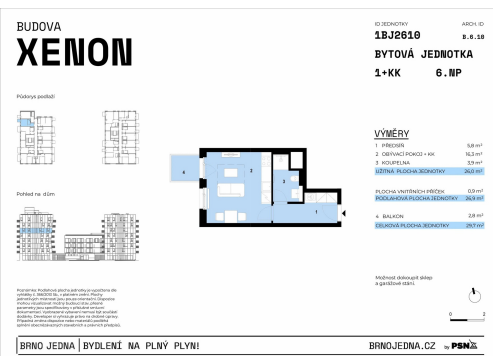 BUDOVA
XENON
ID JEDNOTKY
ARCH. ID
1BJ2610
B.6.10
BYTOVÁ JEDNOTKA
1+KK 6.NP
Půdorys podlaží
Pohled na dům
4
2
3
1
VÝMĚRY
1 PŘEDSÍŇ 5,8 m²
2 OBÝVACÍ POKOJ + KK 16,3 m²
3 KOUPELNA 3,9 m²
UŽITNÁ PLOCHA JEDNOTKY 26,0 m²
PLOCHA VNITŘNÍCH PŘÍČEK 0,9 m²
PODLAHOVÁ PLOCHA JEDNOTKY 26,9 m²
4 BALKON 2,8 m²
CELKOVÁ PLOCHA JEDNOTKY 29,7 m²
Možnost dokoupit sklep
a garážové stání.
0 2
BRNO JEDNA BYDLENÍ NA PLNÝ PLYN!
BRNOJEDNA.CZ by PSN